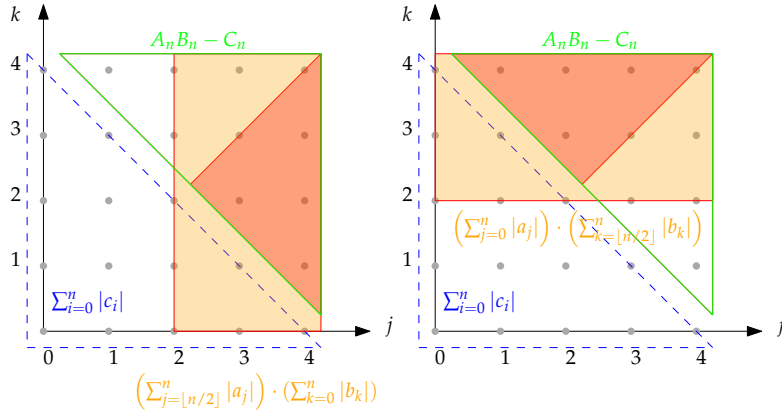 k
A_nB_n − C_n
4
3
2
1
∑_{i=0}^n |c_i|
j
0 1 2 3 4
(∑_{j=⌊n/2⌋}^n |a_j|) · (∑_{k=0}^n |b_k|)
k
A_nB_n − C_n
4
3
2
(∑_{j=0}^n |a_j|) · (∑_{k=⌊n/2⌋}^n |b_k|)
1
∑_{i=0}^n |c_i|
j
0 1 2 3 4